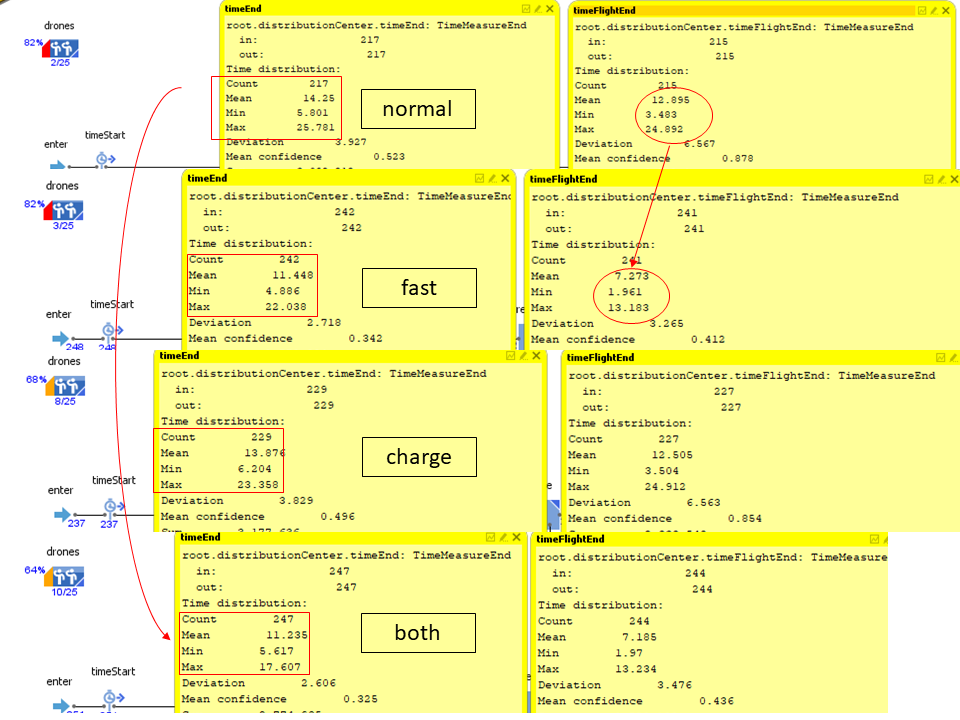 drones
82%
2/25
enter
timeStart
timeEnd
root.distributionCenter.timeEnd: TimeMeasureEnd
in: 217
out: 217
Time distribution:
Count 217
Mean 14.25
Min 5.801
Max 25.781
Deviation 3.927
Mean confidence 0.523
normal
timeFlightEnd
root.distributionCenter.timeFlightEnd: TimeMeasureEnd
in: 215
out: 215
Time distribution:
Count 215
Mean 12.895
Min 3.483
Max 24.892
Deviation 6.567
Mean confidence 0.878
drones
82%
3/25
enter
timeStart
248 248
timeEnd
root.distributionCenter.timeEnd: TimeMeasureEnd
in: 242
out: 242
Time distribution:
Count 242
Mean 11.448
Min 4.886
Max 22.038
Deviation 2.718
Mean confidence 0.342
fast
timeFlightEnd
root.distributionCenter.timeFlightEnd: TimeMeasureEnd
in: 241
out: 241
Time distribution:
Count 241
Mean 7.273
Min 1.961
Max 13.183
Deviation 3.265
Mean confidence 0.412
drones
68%
8/25
enter
timeStart
237 237
timeEnd
root.distributionCenter.timeEnd: TimeMeasureEnd
in: 229
out: 229
Time distribution:
Count 229
Mean 13.876
Min 6.204
Max 23.358
Deviation 3.829
Mean confidence 0.496
charge
timeFlightEnd
root.distributionCenter.timeFlightEnd: TimeMeasureEnd
in: 227
out: 227
Time distribution:
Count 227
Mean 12.505
Min 3.504
Max 24.912
Deviation 6.563
Mean confidence 0.854
drones
64%
10/25
enter
timeStart
timeEnd
root.distributionCenter.timeEnd: TimeMeasureEnd
in: 247
out: 247
Time distribution:
Count 247
Mean 11.235
Min 5.617
Max 17.607
Deviation 2.606
Mean confidence 0.325
both
timeFlightEnd
root.distributionCenter.timeFlightEnd: TimeMeasure
in: 244
out: 244
Time distribution:
Count 244
Mean 7.185
Min 1.97
Max 13.234
Deviation 3.476
Mean confidence 0.436